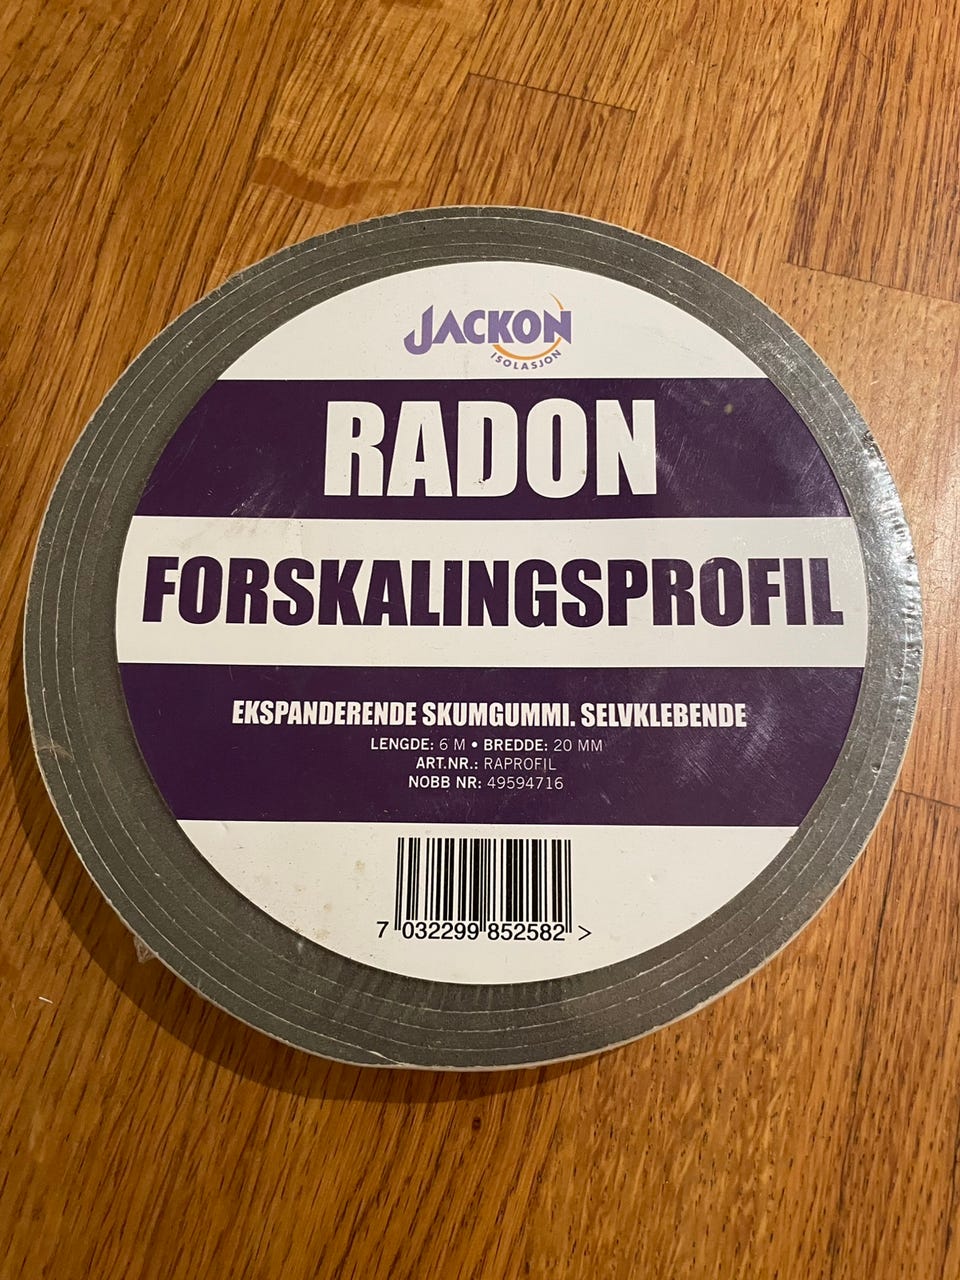 JACKON
ISOLASJON
RADON
FORSKALINGSPROFIL
EKSPANDERENDE SKUMGUMMI. SELVKLEBENDE
LENGDE: 6 M • BREDDE: 20 MM
ART.NR.: RAPROFIL
NOBB NR: 49594716
7 032299 852582 >